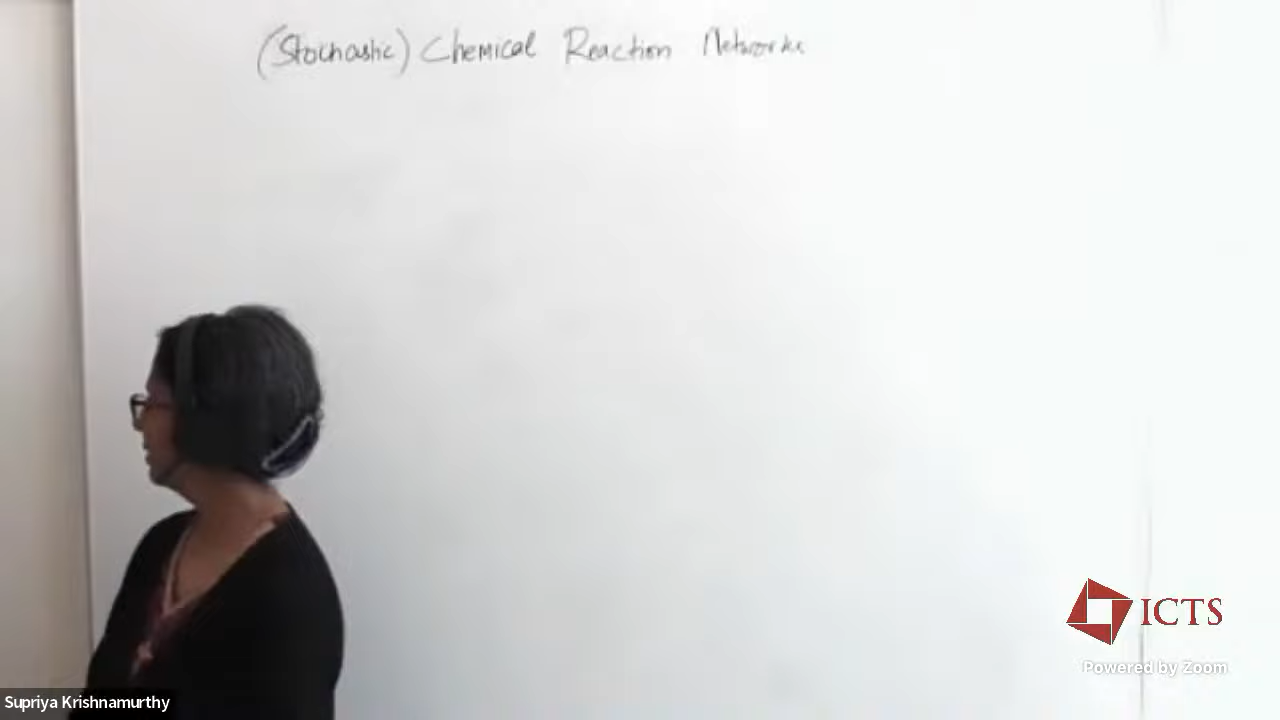 (Stochastic) Chemical Reaction Networks
ICTS
Powered by Zoom
Supriya Krishnamurthy